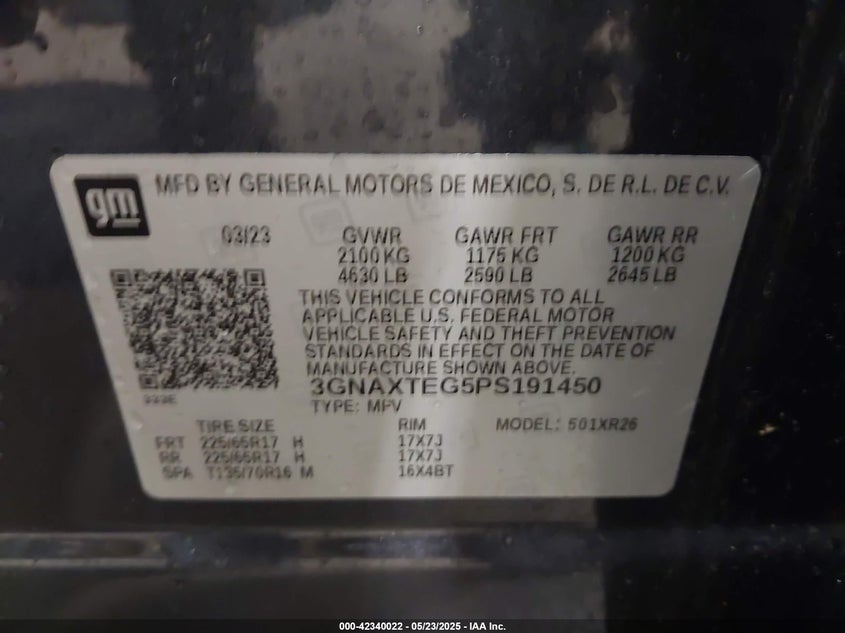 gm
MFD BY GENERAL MOTORS DE MEXICO, S. DE R.L. DE C.V.
03/23 GVWR GAWR FRT GAWR RR
2100 KG 1175 KG 1200 KG
4630 LB 2590 LB 2645 LB
THIS VEHICLE CONFORMS TO ALL
APPLICABLE U.S. FEDERAL MOTOR
VEHICLE SAFETY AND THEFT PREVENTION
STANDARDS IN EFFECT ON THE DATE OF
MANUFACTURE SHOWN ABOVE.
3GNAXTEG5PS191450
TYPE: MPV
TIRE SIZE RIM MODEL: 501XR26
FRT 225/65R17 H 17X7J
RR 225/65R17 H 17X7J
SPA T135/70R16 M 16X4BT
000-42340022 - 05/23/2025 - IAA Inc.